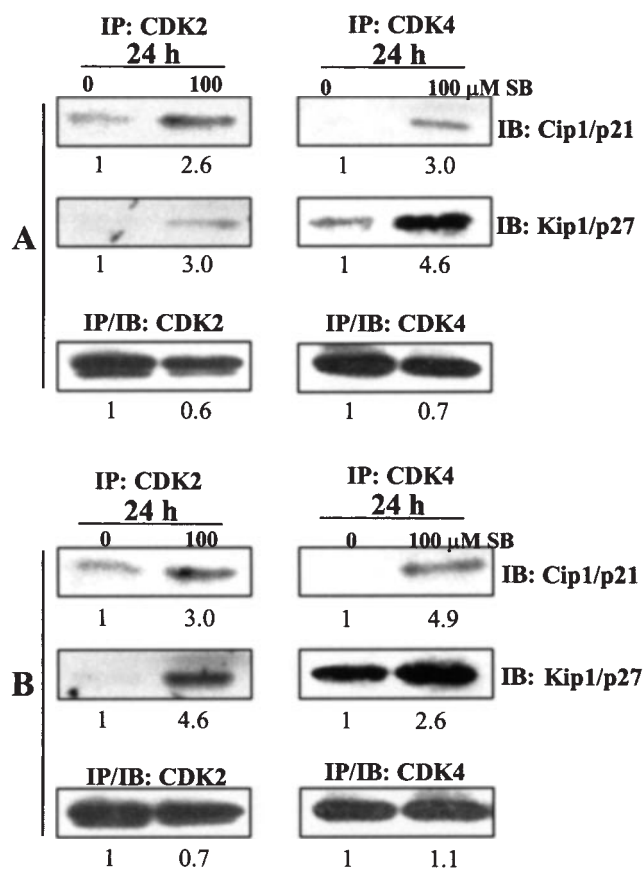 IP: CDK2 IP: CDK4
24 h 24 h
0 100 0 100 µM SB
IB: Cip1/p21
1 2.6 1 3.0
A
IB: Kip1/p27
1 3.0 1 4.6
IP/IB: CDK2 IP/IB: CDK4
1 0.6 1 0.7
IP: CDK2 IP: CDK4
24 h 24 h
0 100 0 100 µM SB
IB: Cip1/p21
1 3.0 1 4.9
B
IB: Kip1/p27
1 4.6 1 2.6
IP/IB: CDK2 IP/IB: CDK4
1 0.7 1 1.1